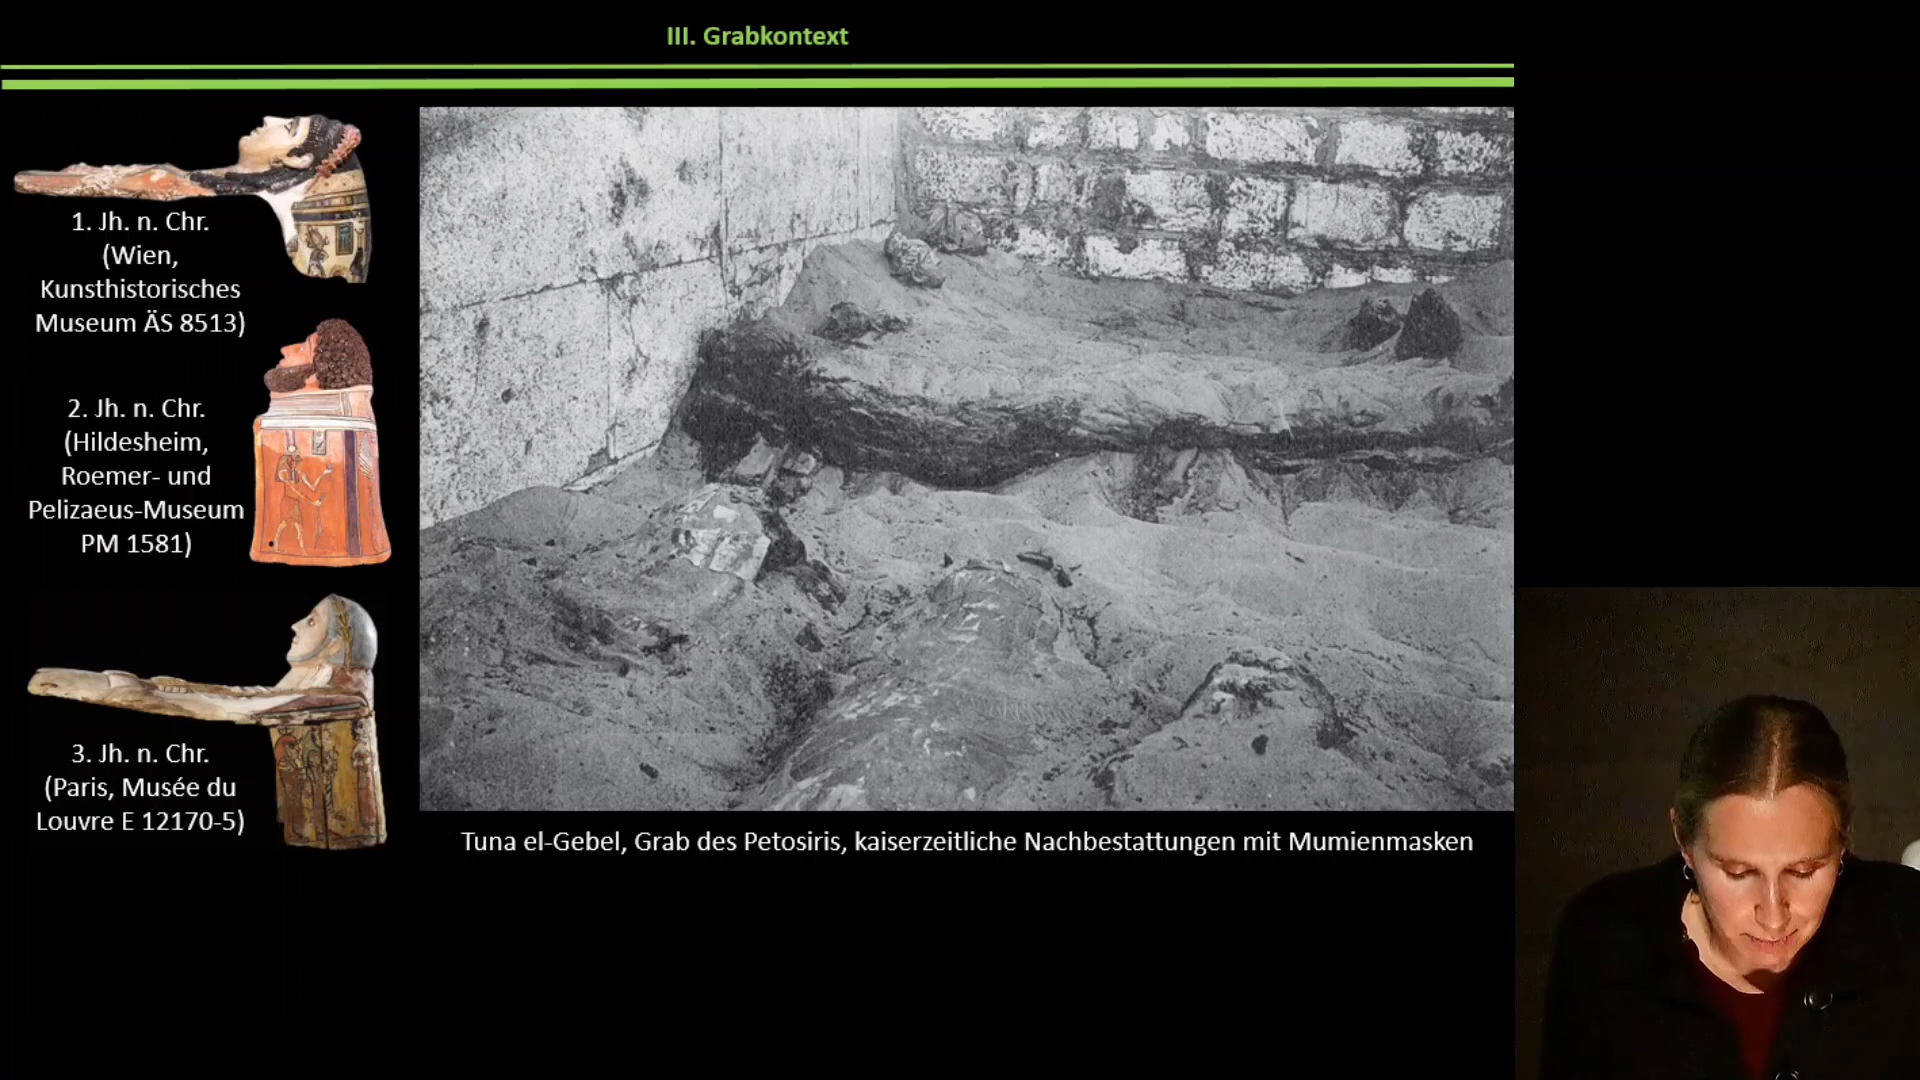 III. Grabkontext
1. Jh. n. Chr.
(Wien,
Kunsthistorisches
Museum ÄS 8513)
2. Jh. n. Chr.
(Hildesheim,
Roemer- und
Pelizaeus-Museum
PM 1581)
3. Jh. n. Chr.
(Paris, Musée du
Louvre E 12170-5)
Tuna el-Gebel, Grab des Petosiris, kaiserzeitliche Nachbestattungen mit Mumienmasken